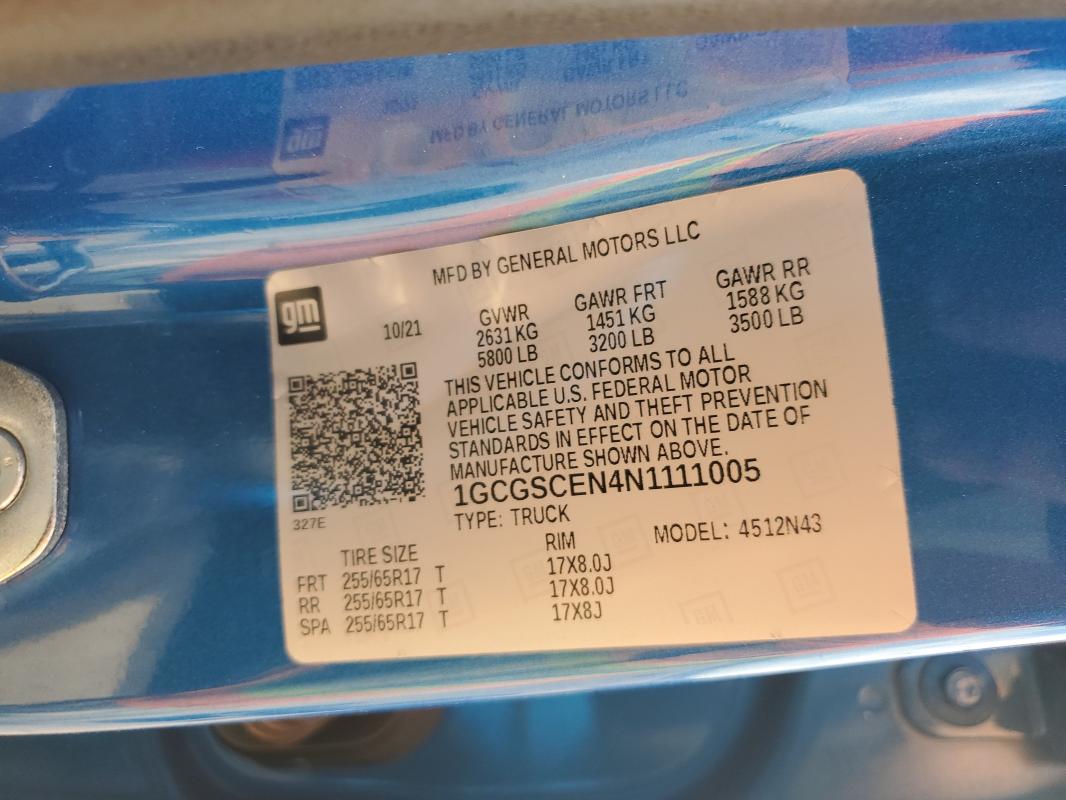 MFD BY GENERAL MOTORS LLC
gm
10/21
GVWR GAWR FRT GAWR RR
2631 KG 1451 KG 1588 KG
5800 LB 3200 LB 3500 LB
THIS VEHICLE CONFORMS TO ALL
APPLICABLE U.S. FEDERAL MOTOR
VEHICLE SAFETY AND THEFT PREVENTION
STANDARDS IN EFFECT ON THE DATE OF
MANUFACTURE SHOWN ABOVE.
1GCGSCEN4N1111005
327E
TYPE: TRUCK
MODEL: 4512N43
TIRE SIZE RIM
FRT 255/65R17 T 17X8.0J
RR 255/65R17 T 17X8.0J
SPA 255/65R17 T 17X8J